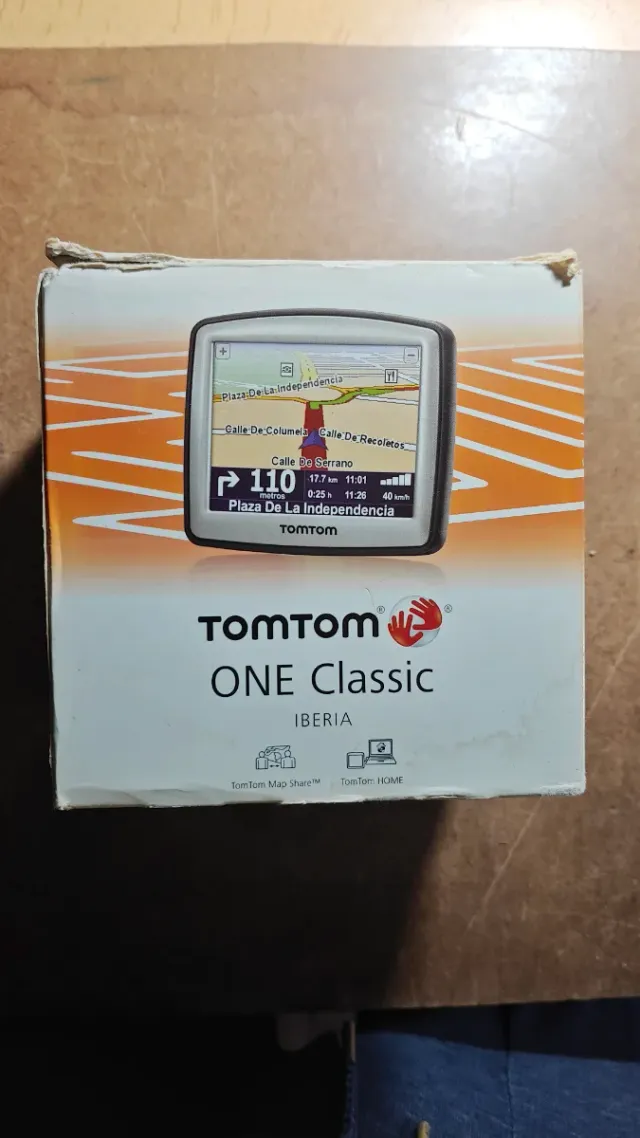 Plaza De La Independencia
Calle De Columela Calle De Recoletos
Calle De Serrano
110 metros 17.7 km 11:01
0:25 h 11:26 40 km/h
Plaza De La Independencia
TOMTOM
TOMTOM® ®
ONE Classic
IBERIA
TomTom Map Share™ TomTom HOME